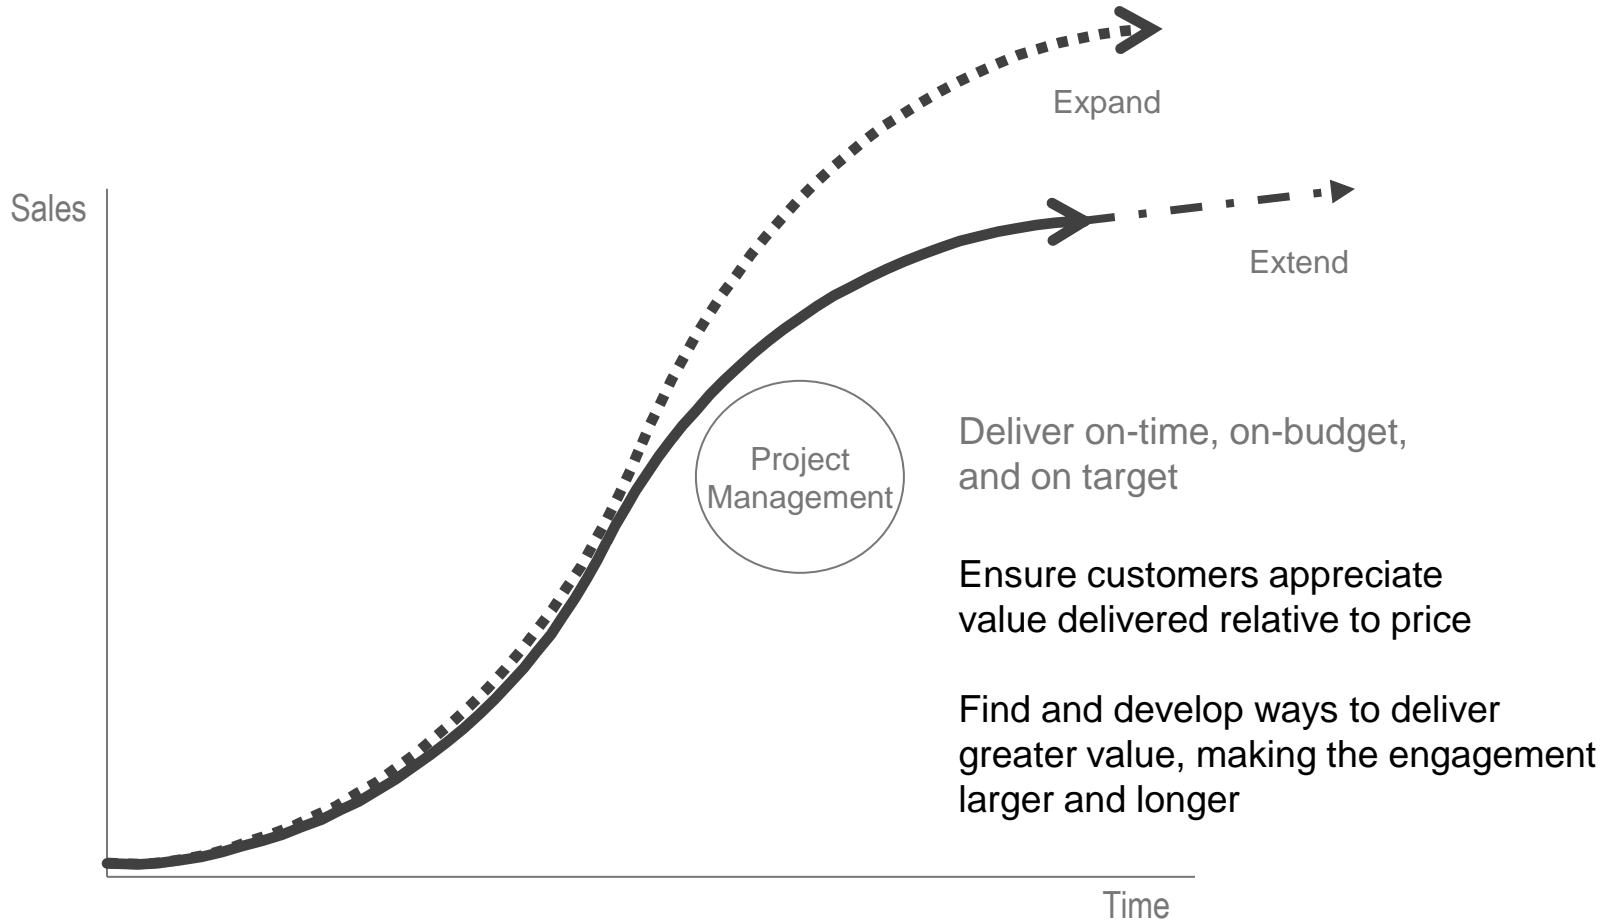 Expand
Sales
Extend
Project
Management
Deliver on-time, on-budget,
and on target
Ensure customers appreciate
value delivered relative to price
Find and develop ways to deliver
greater value, making the engagement
larger and longer
Time